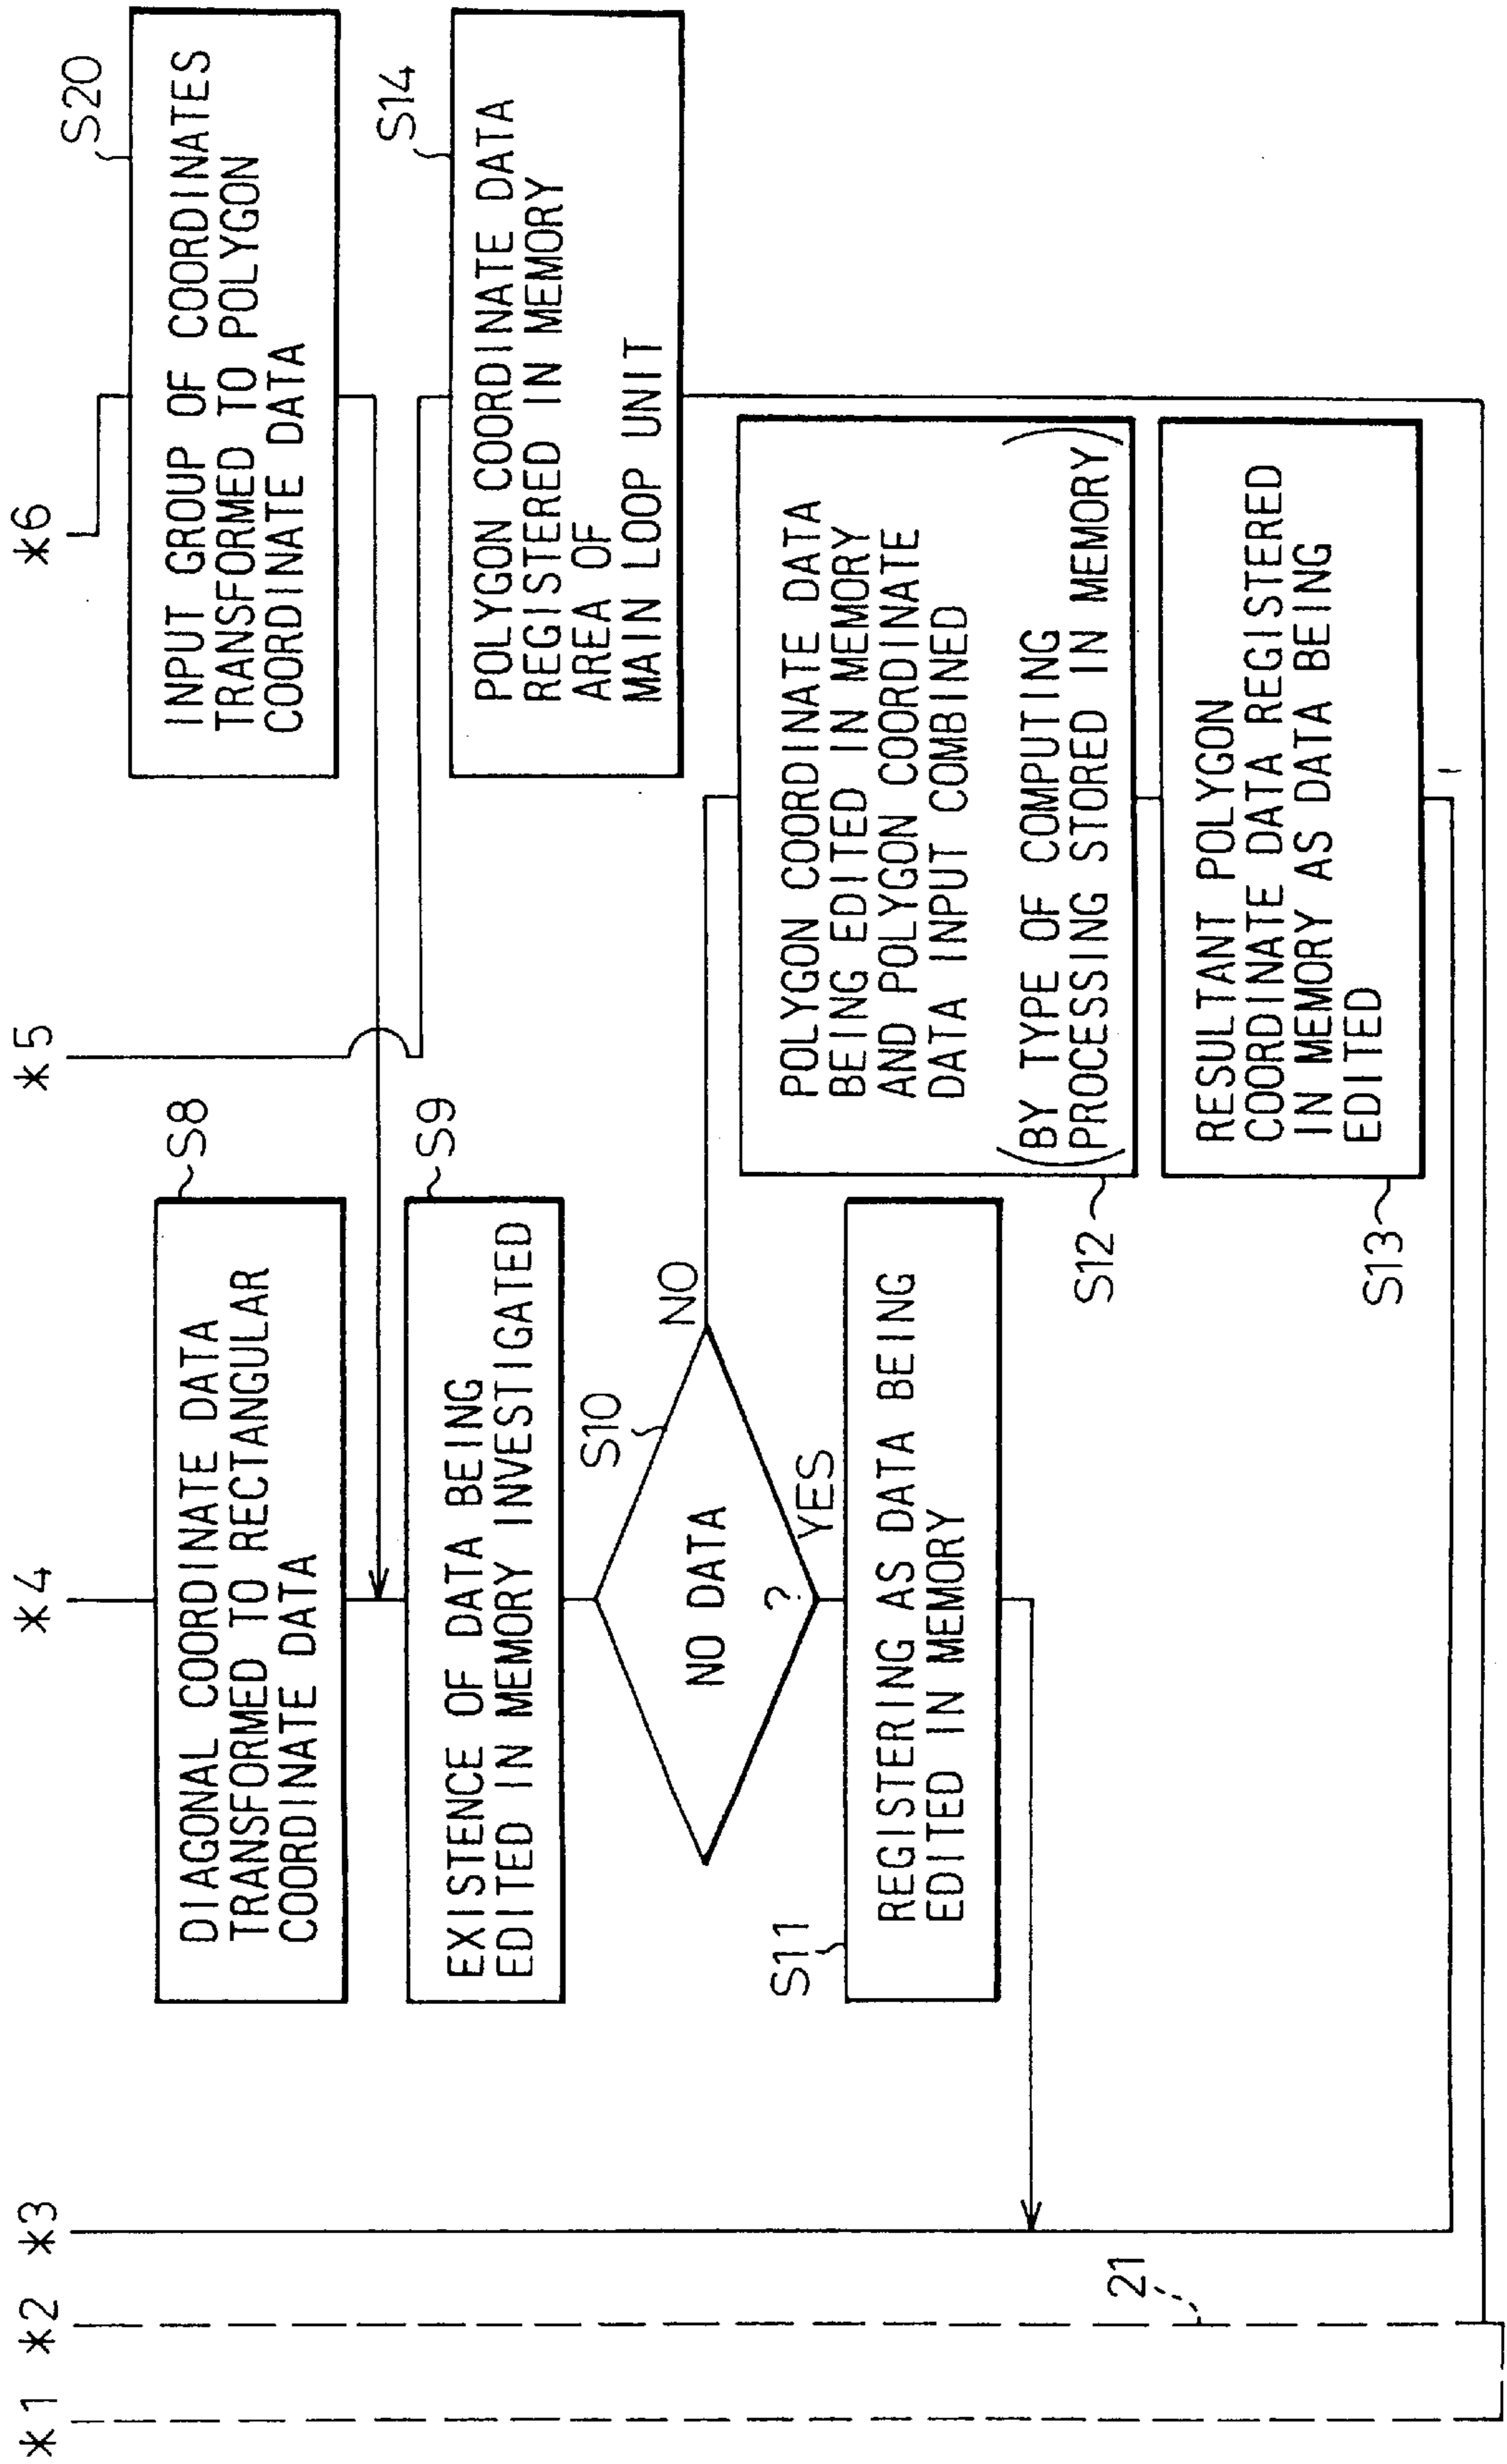 *1
*2
*3
*4
*5
*6
S8
DIAGONAL COORDINATE DATA
TRANSFORMED TO RECTANGULAR
COORDINATE DATA
S20
INPUT GROUP OF COORDINATES
TRANSFORMED TO POLYGON
COORDINATE DATA
S9
EXISTENCE OF DATA BEING
EDITED IN MEMORY INVESTIGATED
S14
POLYGON COORDINATE DATA
REGISTERED IN MEMORY
AREA OF
MAIN LOOP UNIT
S10
NO DATA
?
NO
YES
S11
REGISTERING AS DATA BEING
EDITED IN MEMORY
S12
POLYGON COORDINATE DATA
BEING EDITED IN MEMORY
AND POLYGON COORDINATE
DATA INPUT COMBINED
(BY TYPE OF COMPUTING
PROCESSING STORED IN MEMORY)
S13
RESULTANT POLYGON
COORDINATE DATA REGISTERED
IN MEMORY AS DATA BEING
EDITED
21